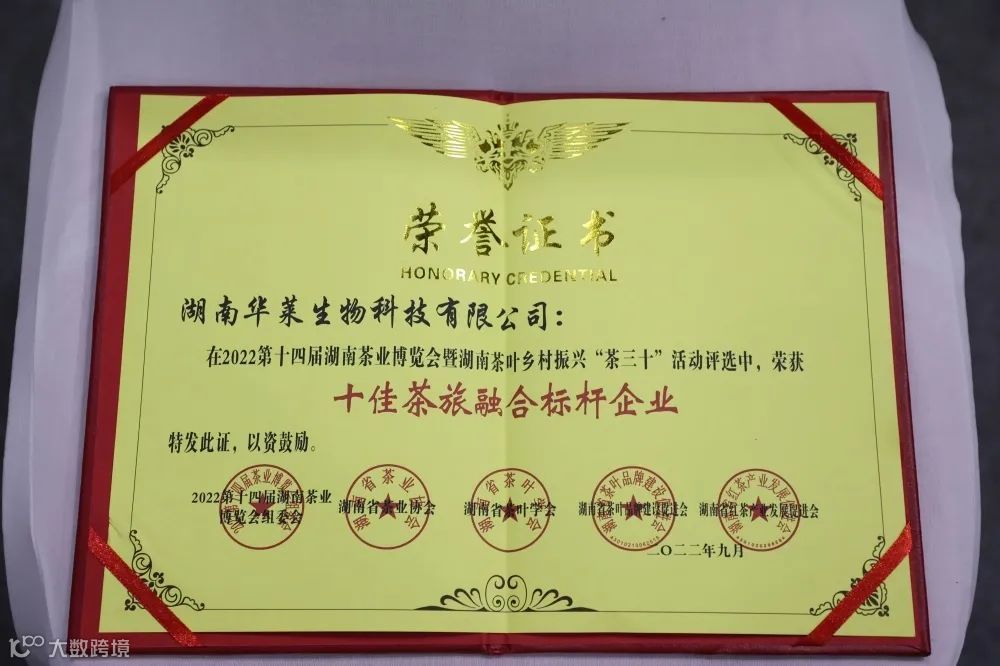 荣誉证书
HONORARY CREDENTIAL
湖南华莱生物科技有限公司：
在2022第十四届湖南茶业博览会暨湖南茶叶乡村振兴“茶三十”活动评选中，荣获
十佳茶旅融合标杆企业
特发此证，以资鼓励。
2022第十四届湖南茶业
博览会组委会
湖南省茶业协会
湖南省茶叶学会
湖南省茶叶品牌建设促进会
湖南省红茶产业发展促进会
二〇二二年九月
大数跨境